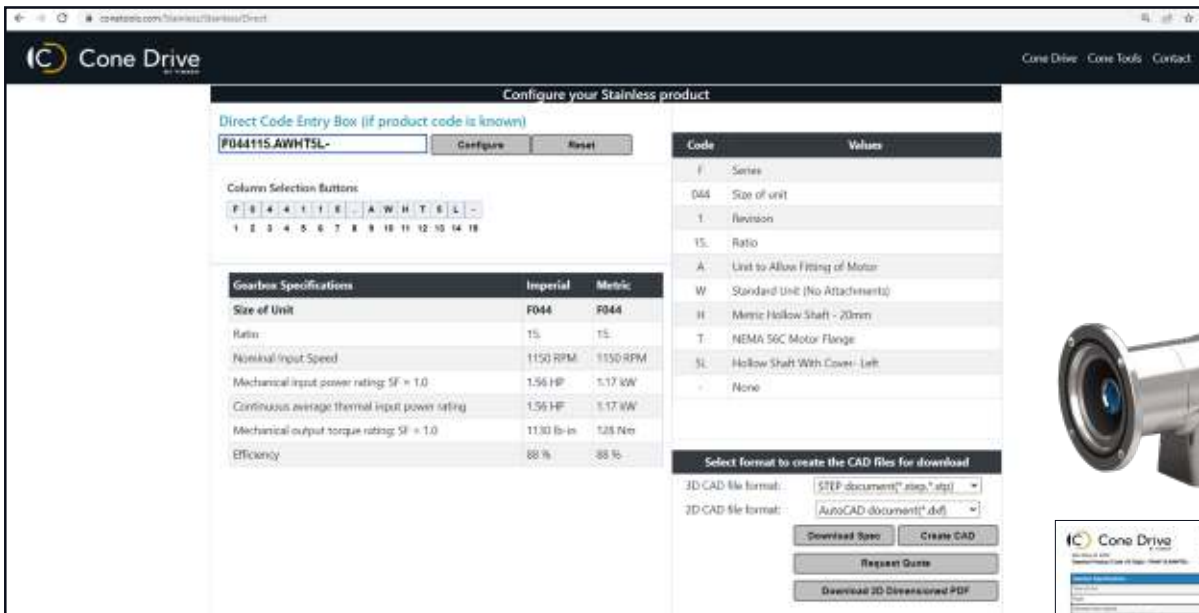 conetools.com/Stainless/Stainless/Direct
Cone Drive
BY TIMKEN
Cone Drive Cone Tools Contact
Configure your Stainless product
Direct Code Entry Box (if product code is known)
F044115.AWHT5L-
Configure Reset
Column Selection Buttons
F 0 4 4 1 1 5 . A W H T 5 L -
1 2 3 4 5 6 7 8 9 10 11 12 13 14 15
Gearbox Specifications Imperial Metric
Size of Unit F044 F044
Ratio 15. 15.
Nominal Input Speed 1150 RPM 1150 RPM
Mechanical input power rating: SF = 1.0 1.56 HP 1.17 kW
Continuous average thermal input power rating 1.56 HP 1.17 kW
Mechanical output torque rating: SF = 1.0 1130 lb-in 128 Nm
Efficiency 88 % 88 %
Code Values
F Series
044 Size of unit
1 Revision
15. Ratio
A Unit to Allow Fitting of Motor
W Standard Unit (No Attachments)
H Metric Hollow Shaft - 20mm
T NEMA 56C Motor Flange
5L Hollow Shaft With Cover- Left
- None
Select format to create the CAD files for download
3D CAD file format: STEP document(*.step,*.stp)
2D CAD file format: AutoCAD document(*.dxf)
Download Spec Create CAD
Request Quote
Download 2D Dimensioned PDF
Cone Drive
Gearbox Specifications